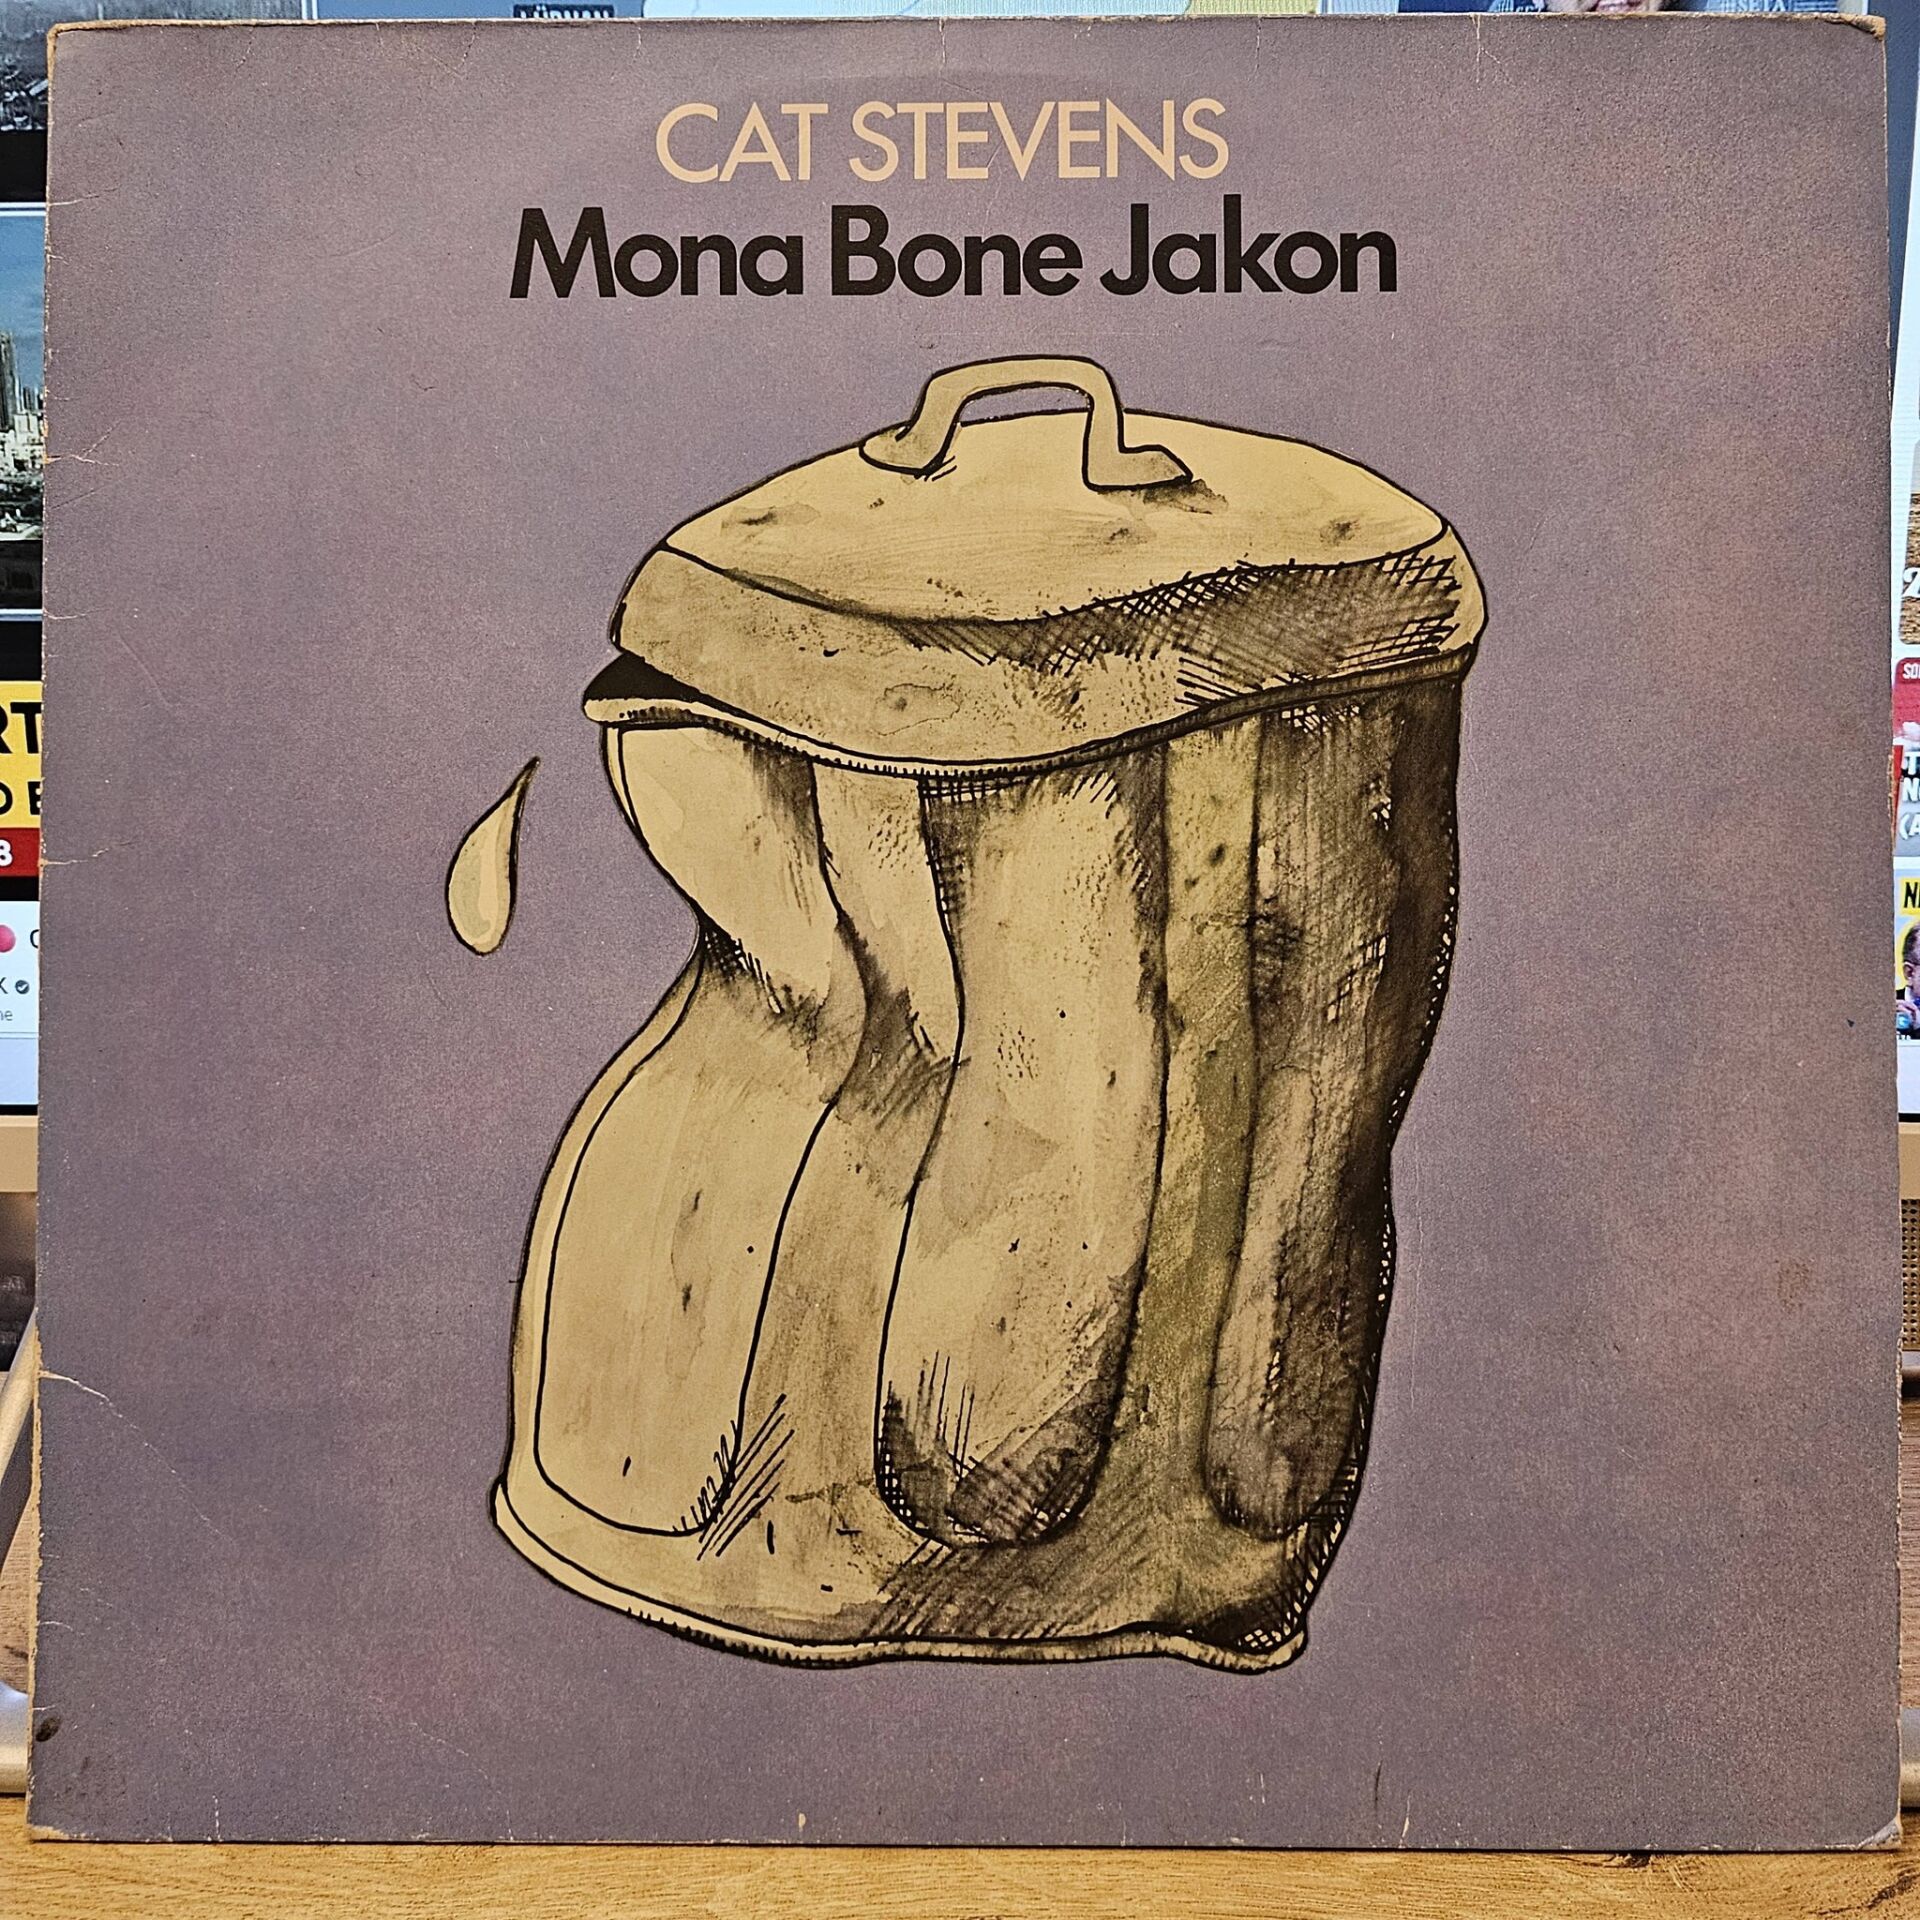 CAT STEVENS
Mona Bone Jakon